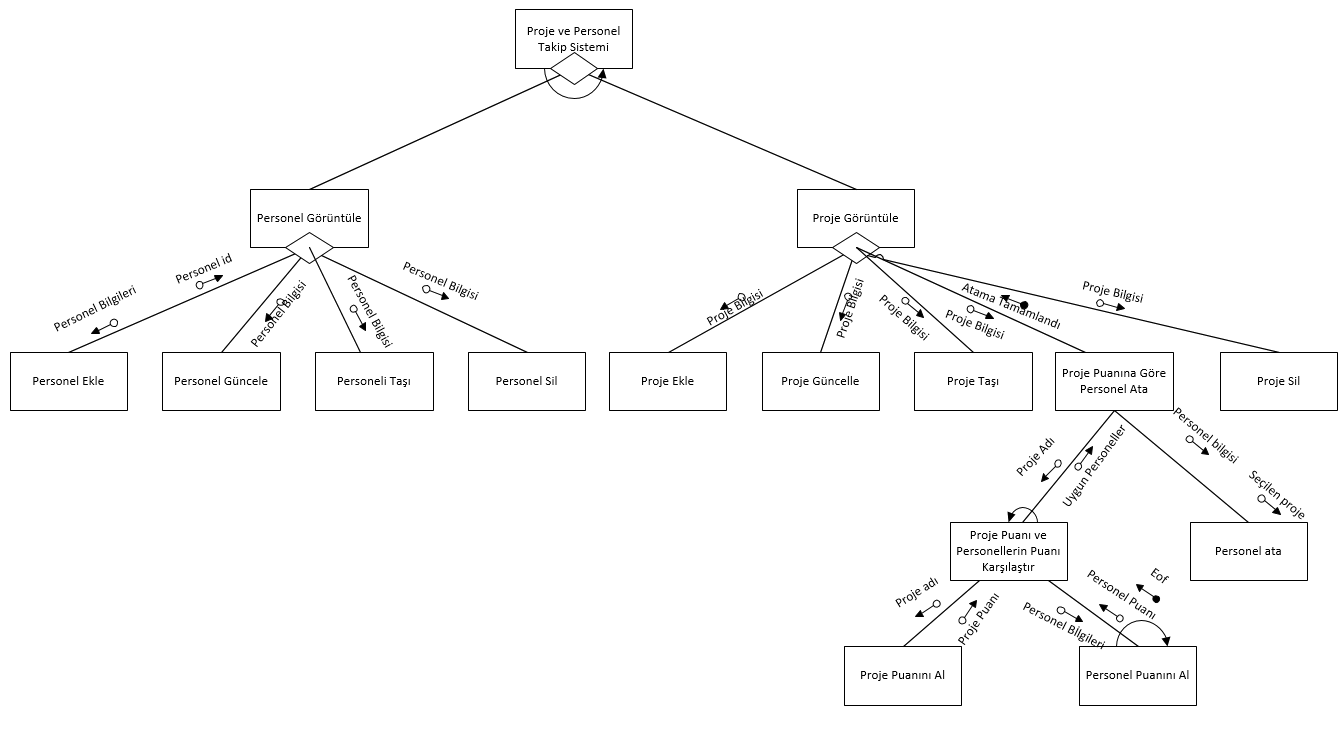 Proje ve Personel
Takip Sistemi
Personel Görüntüle
Proje Görüntüle
Personel id
Personel Bilgileri
Personel Bilgisi
Personel Bilgisi
Personel Bilgisi
Proje Bilgisi
Proje Bilgisi
Proje Bilgisi
Atama Tamamlandı
Proje Bilgisi
Proje Bilgisi
Personel Ekle
Personel Güncele
Personeli Taşı
Personel Sil
Proje Ekle
Proje Güncelle
Proje Taşı
Proje Puanına Göre
Personel Ata
Proje Sil
Proje Adı
Uygun Personeller
Personel bilgisi
Seçilen proje
Proje Puanı ve
Personellerin Puanı
Karşılaştır
Personel ata
Proje adı
Proje Puanı
Personel Bilgileri
Personel Puanı
Eof
Proje Puanını Al
Personel Puanını Al